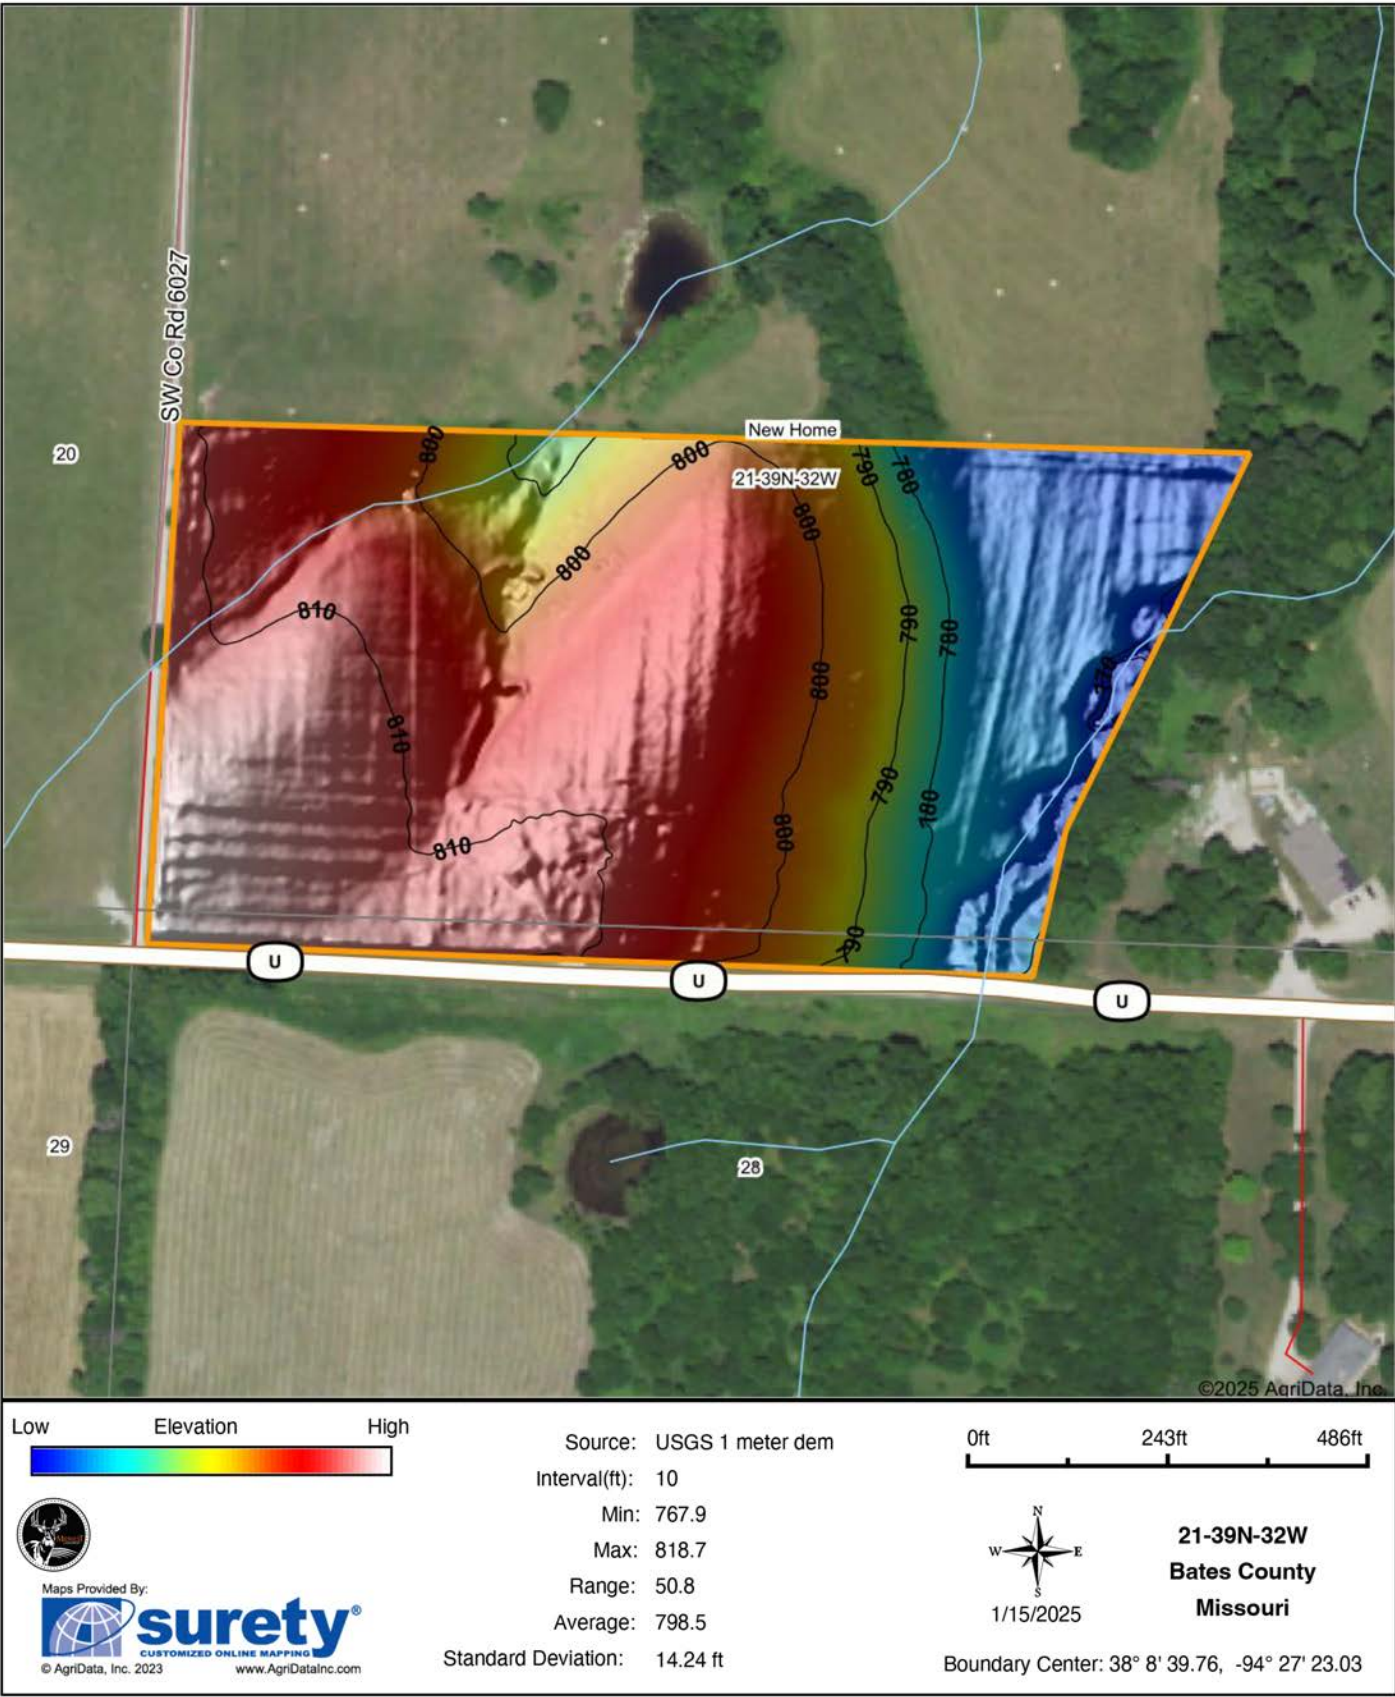 SW Co Rd 6027
20
New Home
21-39N-32W
800
800
790
780
800
800
810
790
780
800
810
790
780
800
810
790
U
U
U
29
28
©2025 AgriData, Inc.
Low Elevation High
Source: USGS 1 meter dem
Interval(ft): 10
Min: 767.9
Max: 818.7
Range: 50.8
Average: 798.5
Standard Deviation: 14.24 ft
0ft 243ft 486ft
N
W E
S
1/15/2025
21-39N-32W
Bates County
Missouri
Boundary Center: 38° 8' 39.76, -94° 27' 23.03
Maps Provided By:
surety®
CUSTOMIZED ONLINE MAPPING
© AgriData, Inc. 2023 www.AgriDataInc.com